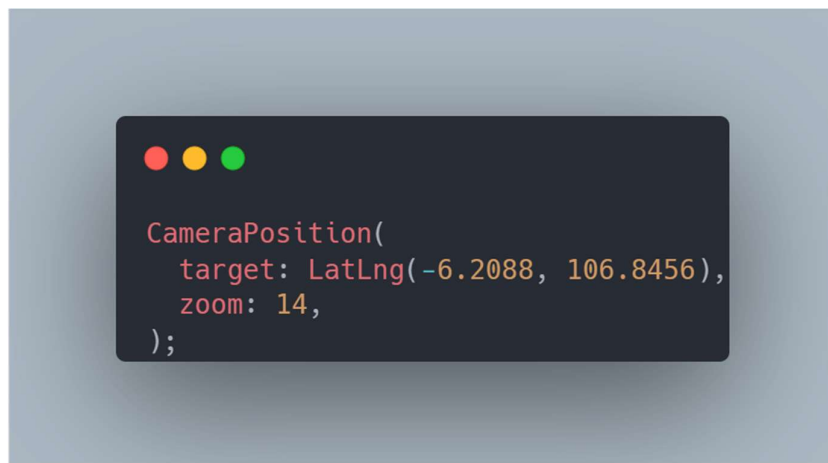 CameraPosition(
  target: LatLng(-6.2088, 106.8456),
  zoom: 14,
);